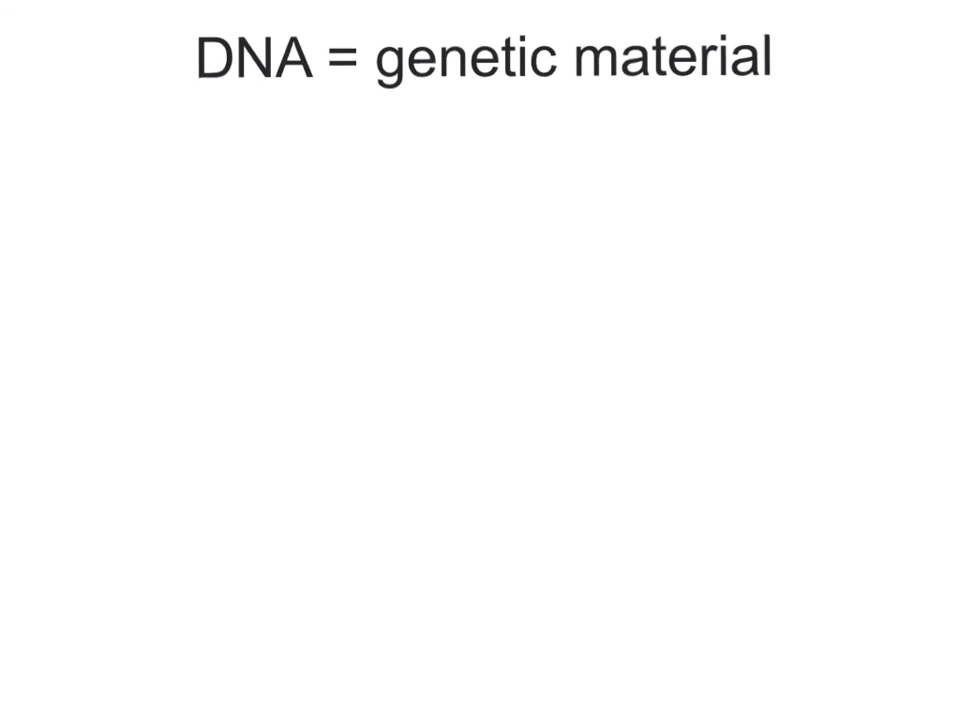 DNA = genetic material